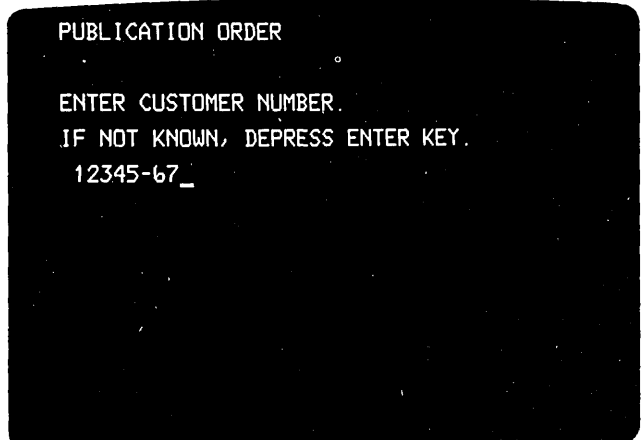 PUBLICATION ORDER
ENTER CUSTOMER NUMBER.
IF NOT KNOWN, DEPRESS ENTER KEY.
12345-67_